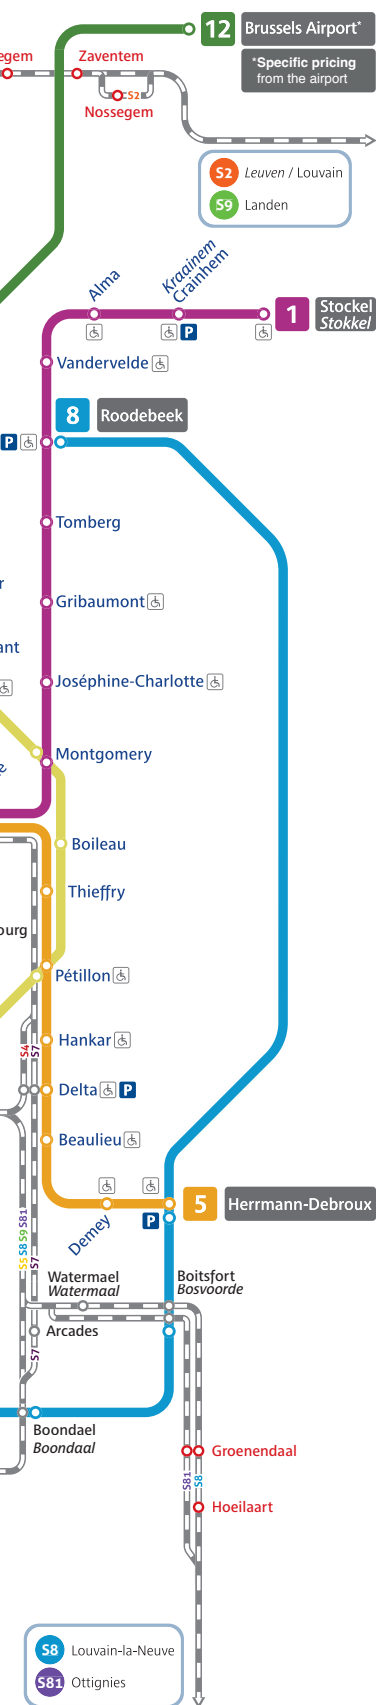 12 Brussels Airport*
*Specific pricing
from the airport
egem
Zaventem
S2
Nossegem
S2 Leuven / Louvain
S9 Landen
Alma
Kraainem
Crainhem
P
1 Stockel
Stokkel
Vandervelde
8 Roodebeek
P
Tomberg
r
Gribaumont
ant
Joséphine-Charlotte
Montgomery
e
Boileau
Thieffry
ourg
Pétillon
Hankar
S4 S7
Delta P
Beaulieu
5 Herrmann-Debroux
P
Demey
S5 S8 S9 S81
S7
Watermael
Watermaal
Boitsfort
Bosvoorde
Arcades
S7
Boondael
Boondaal
Groenendaal
S81 S8
Hoeilaart
S8 Louvain-la-Neuve
S81 Ottignies